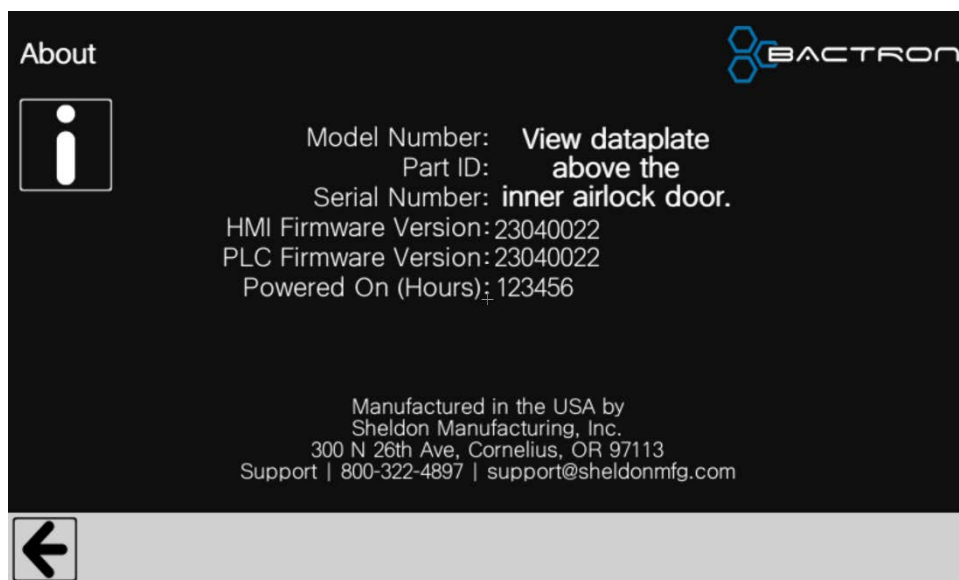 About
BACTRON
Model Number: View dataplate
Part ID: above the
Serial Number: inner airlock door.
HMI Firmware Version: 23040022
PLC Firmware Version: 23040022
Powered On (Hours): 123456
Manufactured in the USA by
Sheldon Manufacturing, Inc.
300 N 26th Ave, Cornelius, OR 97113
Support | 800-322-4897 | support@sheldonmfg.com